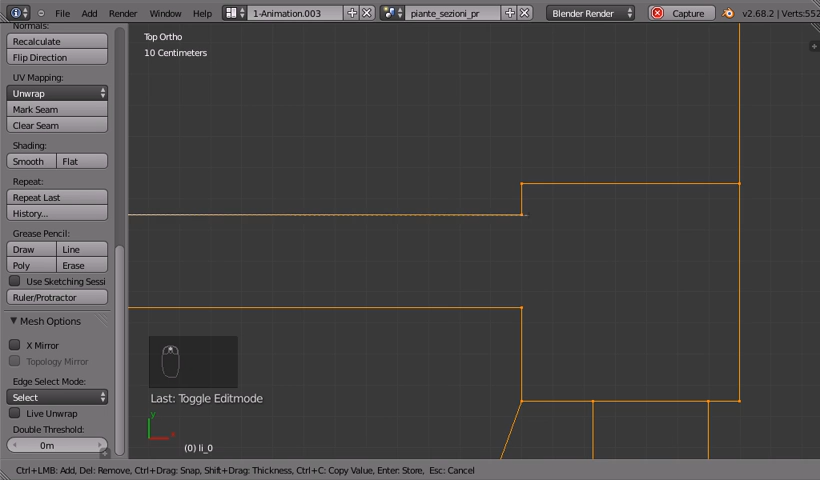 File Add Render Window Help 1-Animation.003 piante_sezioni_pr Blender Render Capture v2.68.2 | Verts:552
Normals:
Recalculate
Flip Direction
UV Mapping:
Unwrap
Mark Seam
Clear Seam
Shading:
Smooth Flat
Repeat:
Repeat Last
History...
Grease Pencil:
Draw Line
Poly Erase
Use Sketching Sessi
Ruler/Protractor
Mesh Options
X Mirror
Topology Mirror
Edge Select Mode:
Select
Live Unwrap
Double Threshold:
0m
Top Ortho
10 Centimeters
Last: Toggle Editmode
y
x
(0) li_0
Ctrl+LMB: Add, Del: Remove, Ctrl+Drag: Snap, Shift+Drag: Thickness, Ctrl+C: Copy Value, Enter: Store, Esc: Cancel